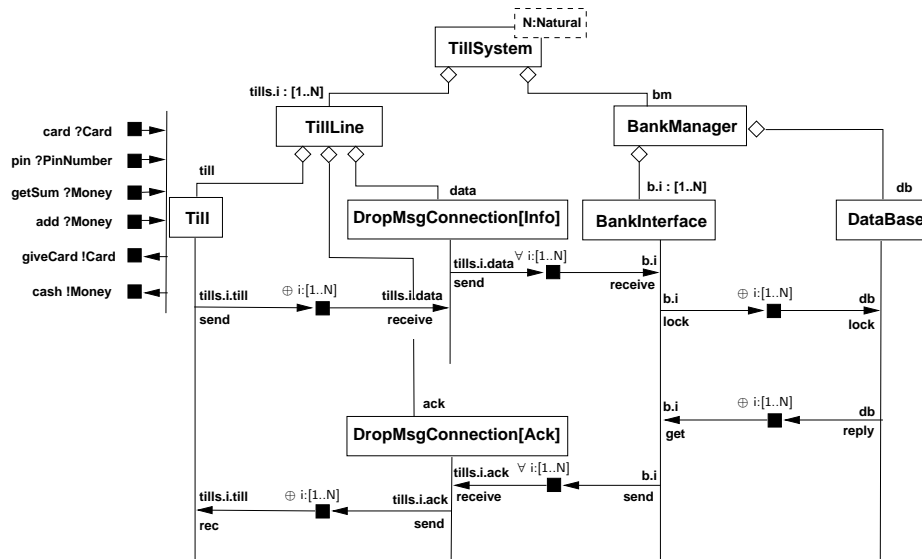 N:Natural
TillSystem
tills.i : [1..N]
bm
TillLine
BankManager
card ?Card
pin ?PinNumber
getSum ?Money
add ?Money
giveCard !Card
cash !Money
till
data
b.i : [1..N]
db
Till
DropMsgConnection[Info]
BankInterface
DataBase
tills.i.data
∀ i:[1..N]
b.i
send
receive
tills.i.till
⊕ i:[1..N]
tills.i.data
send
receive
b.i
⊕ i:[1..N]
db
lock
lock
ack
DropMsgConnection[Ack]
b.i
⊕ i:[1..N]
db
get
reply
tills.i.ack
∀ i:[1..N]
b.i
receive
send
tills.i.till
⊕ i:[1..N]
tills.i.ack
rec
send